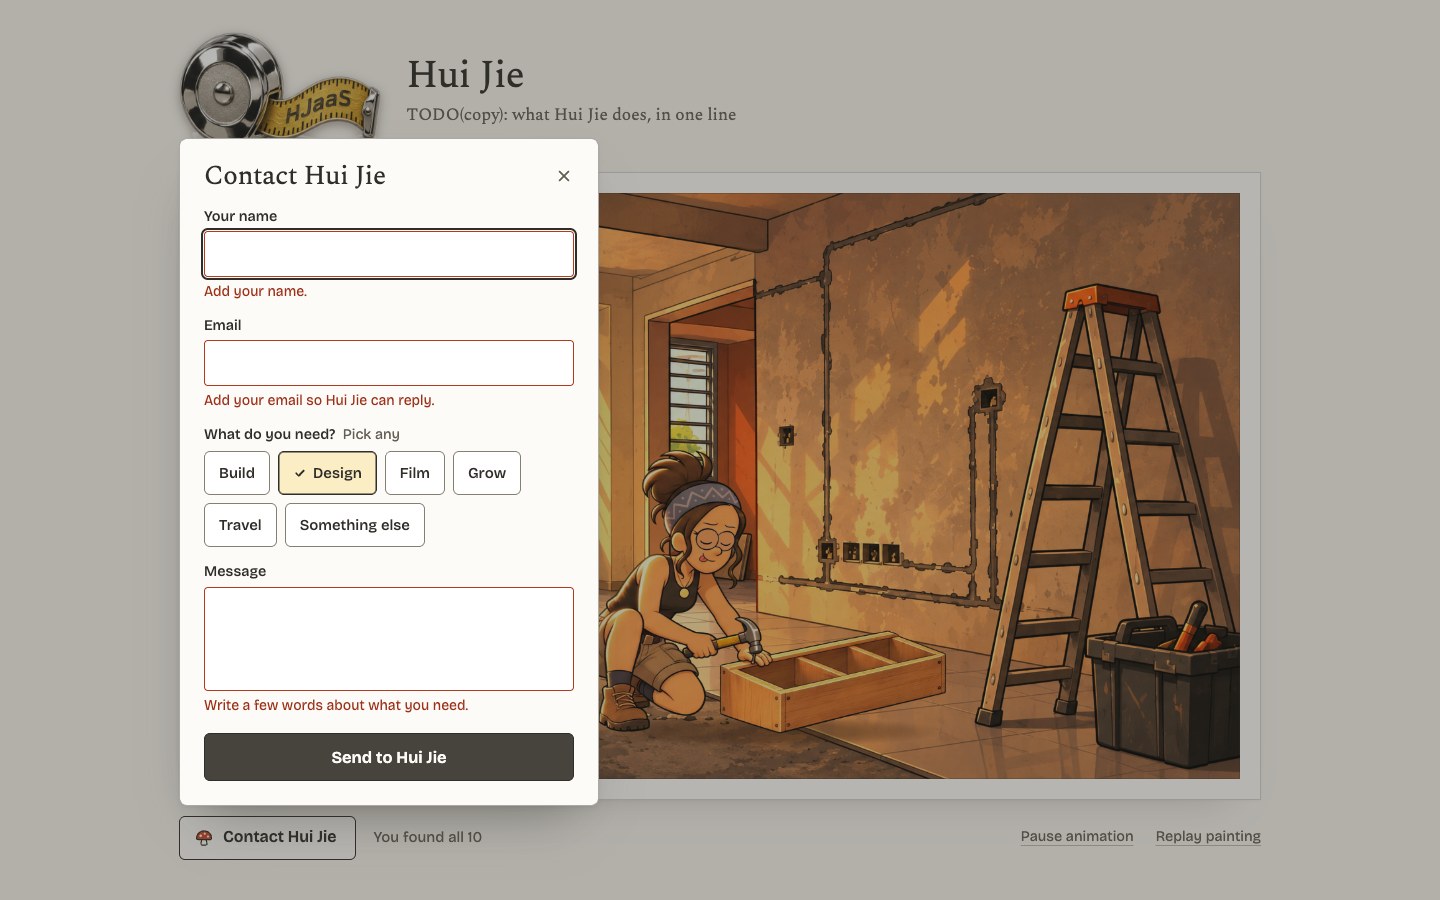 HJaaS
Hui Jie
TODO(copy): what Hui Jie does, in one line
Contact Hui Jie
Your name
Add your name.
Email
Add your email so Hui Jie can reply.
What do you need? Pick any
Build
✓ Design
Film
Grow
Travel
Something else
Message
Write a few words about what you need.
Send to Hui Jie
Contact Hui Jie
You found all 10
Pause animation
Replay painting